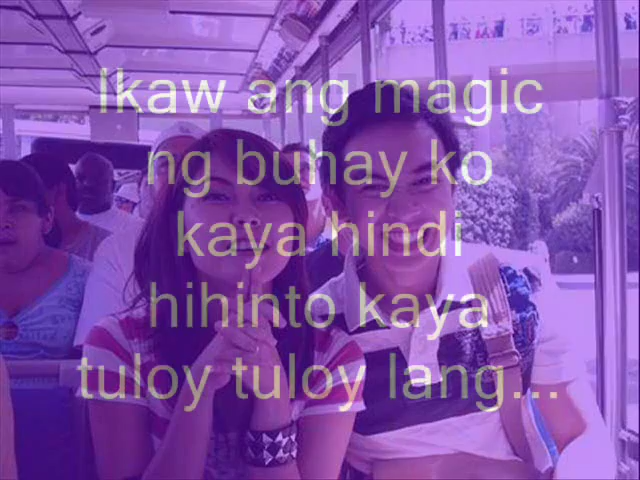 Ikaw ang magic
ng buhay ko
kaya hindi
hihinto kaya
tuloy tuloy lang...